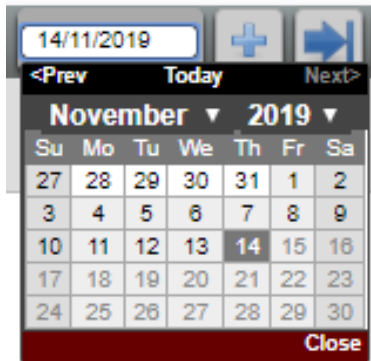 14/11/2019
<Prev Today Next>
November ▼ 2019 ▼
Su Mo Tu We Th Fr Sa
27 28 29 30 31 1 2
3 4 5 6 7 8 9
10 11 12 13 14 15 16
17 18 19 20 21 22 23
24 25 26 27 28 29 30
Close